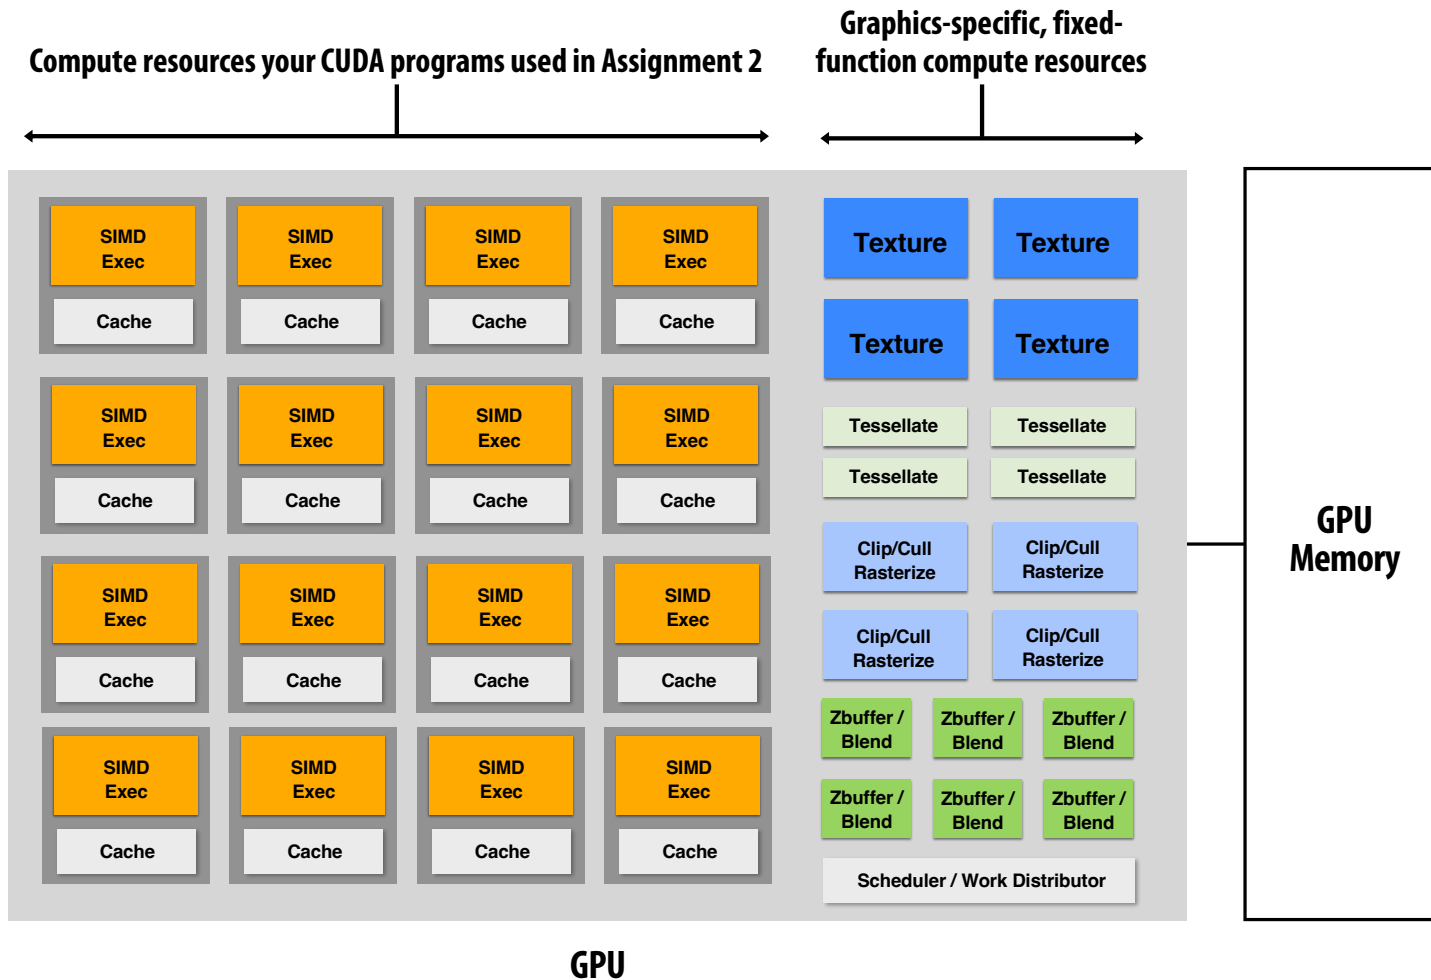 Compute resources your CUDA programs used in Assignment 2
Graphics-specific, fixed-
function compute resources
SIMD
Exec
Cache
SIMD
Exec
Cache
SIMD
Exec
Cache
SIMD
Exec
Cache
SIMD
Exec
Cache
SIMD
Exec
Cache
SIMD
Exec
Cache
SIMD
Exec
Cache
SIMD
Exec
Cache
SIMD
Exec
Cache
SIMD
Exec
Cache
SIMD
Exec
Cache
SIMD
Exec
Cache
SIMD
Exec
Cache
SIMD
Exec
Cache
SIMD
Exec
Cache
Texture
Texture
Texture
Texture
Tessellate
Tessellate
Tessellate
Tessellate
Clip/Cull
Rasterize
Clip/Cull
Rasterize
Clip/Cull
Rasterize
Clip/Cull
Rasterize
Zbuffer /
Blend
Zbuffer /
Blend
Zbuffer /
Blend
Zbuffer /
Blend
Zbuffer /
Blend
Zbuffer /
Blend
Scheduler / Work Distributor
GPU
Memory
GPU